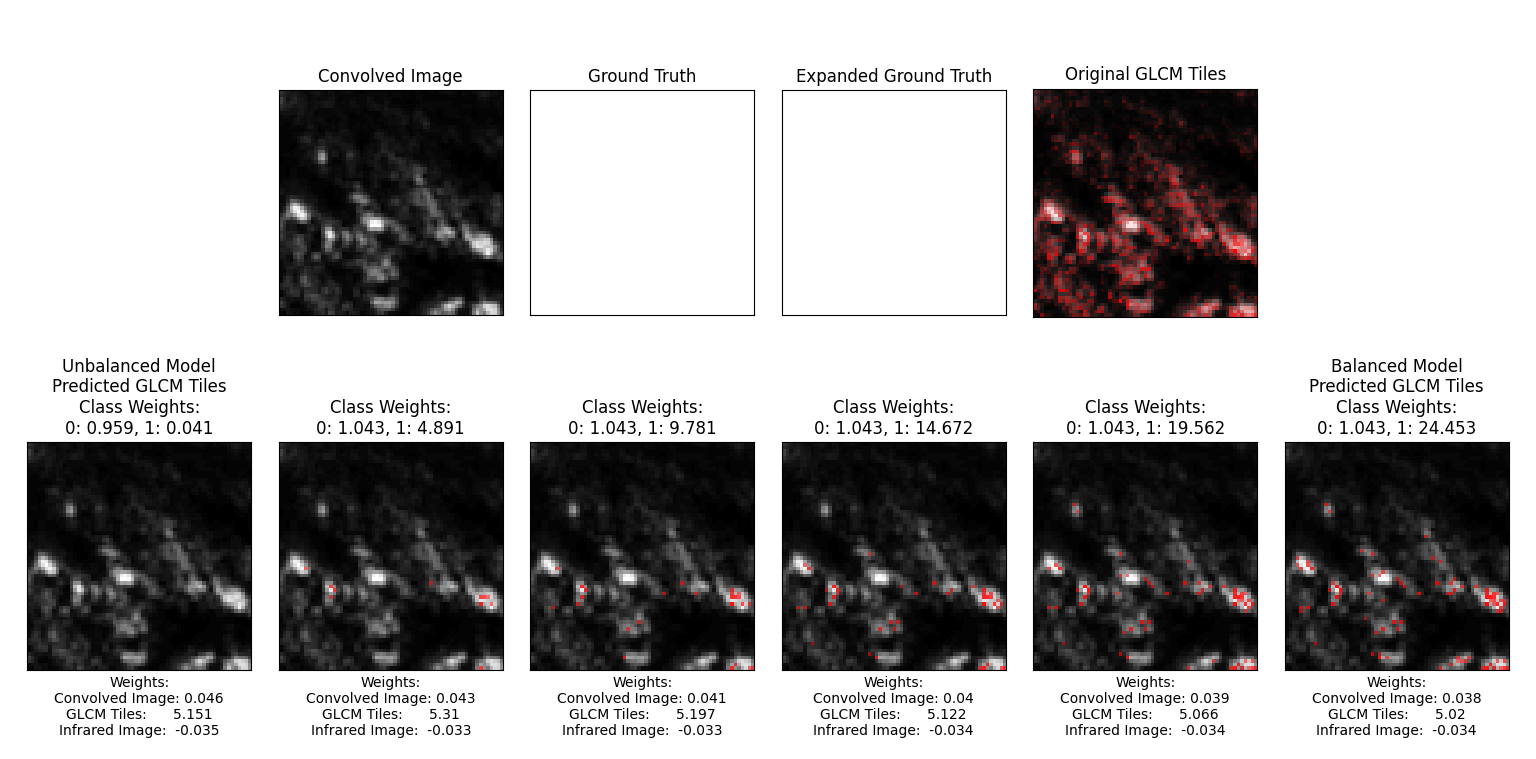 Convolved Image
Ground Truth
Expanded Ground Truth
Original GLCM Tiles
Unbalanced Model
Predicted GLCM Tiles
Class Weights:
0: 0.959, 1: 0.041
Class Weights:
0: 1.043, 1: 4.891
Class Weights:
0: 1.043, 1: 9.781
Class Weights:
0: 1.043, 1: 14.672
Class Weights:
0: 1.043, 1: 19.562
Balanced Model
Predicted GLCM Tiles
Class Weights:
0: 1.043, 1: 24.453
Weights:
Convolved Image: 0.046
GLCM Tiles: 5.151
Infrared Image: -0.035
Weights:
Convolved Image: 0.043
GLCM Tiles: 5.31
Infrared Image: -0.033
Weights:
Convolved Image: 0.041
GLCM Tiles: 5.197
Infrared Image: -0.033
Weights:
Convolved Image: 0.04
GLCM Tiles: 5.122
Infrared Image: -0.034
Weights:
Convolved Image: 0.039
GLCM Tiles: 5.066
Infrared Image: -0.034
Weights:
Convolved Image: 0.038
GLCM Tiles: 5.02
Infrared Image: -0.034